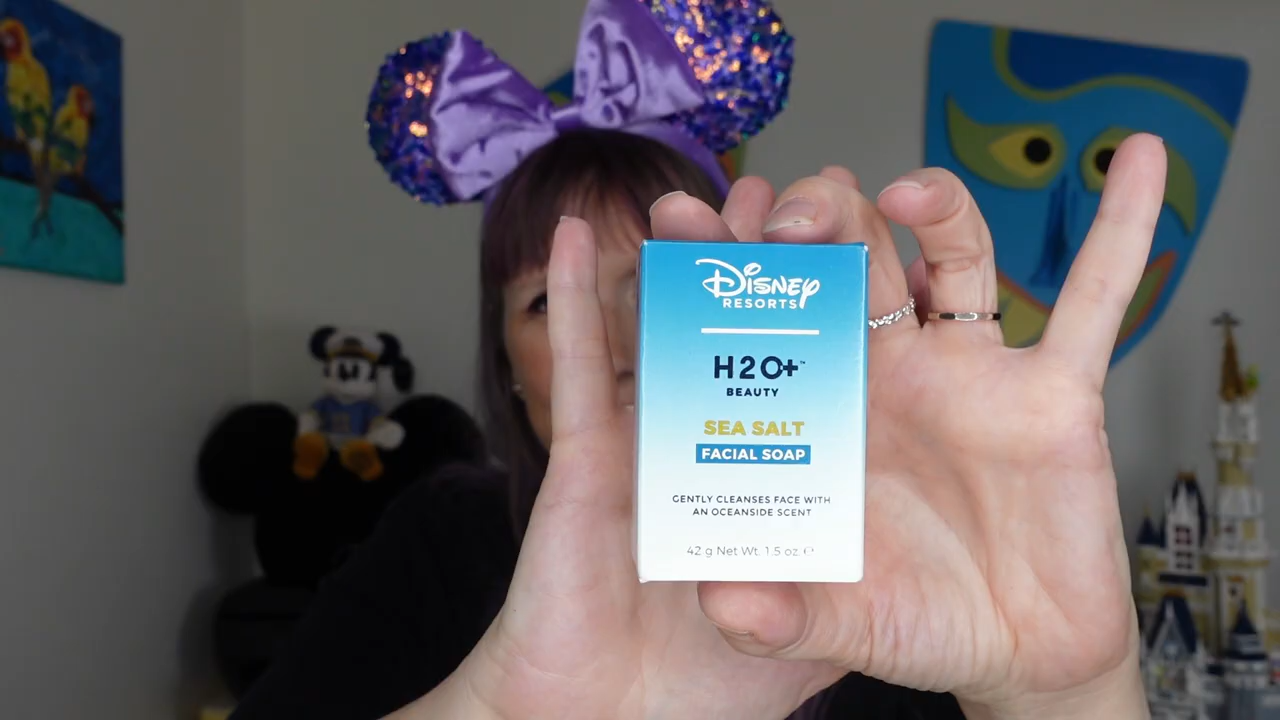 Disney
RESORTS
H2O+™
BEAUTY
SEA SALT
FACIAL SOAP
GENTLY CLEANSES FACE WITH
AN OCEANSIDE SCENT
42 g Net Wt. 1.5 oz. ℮